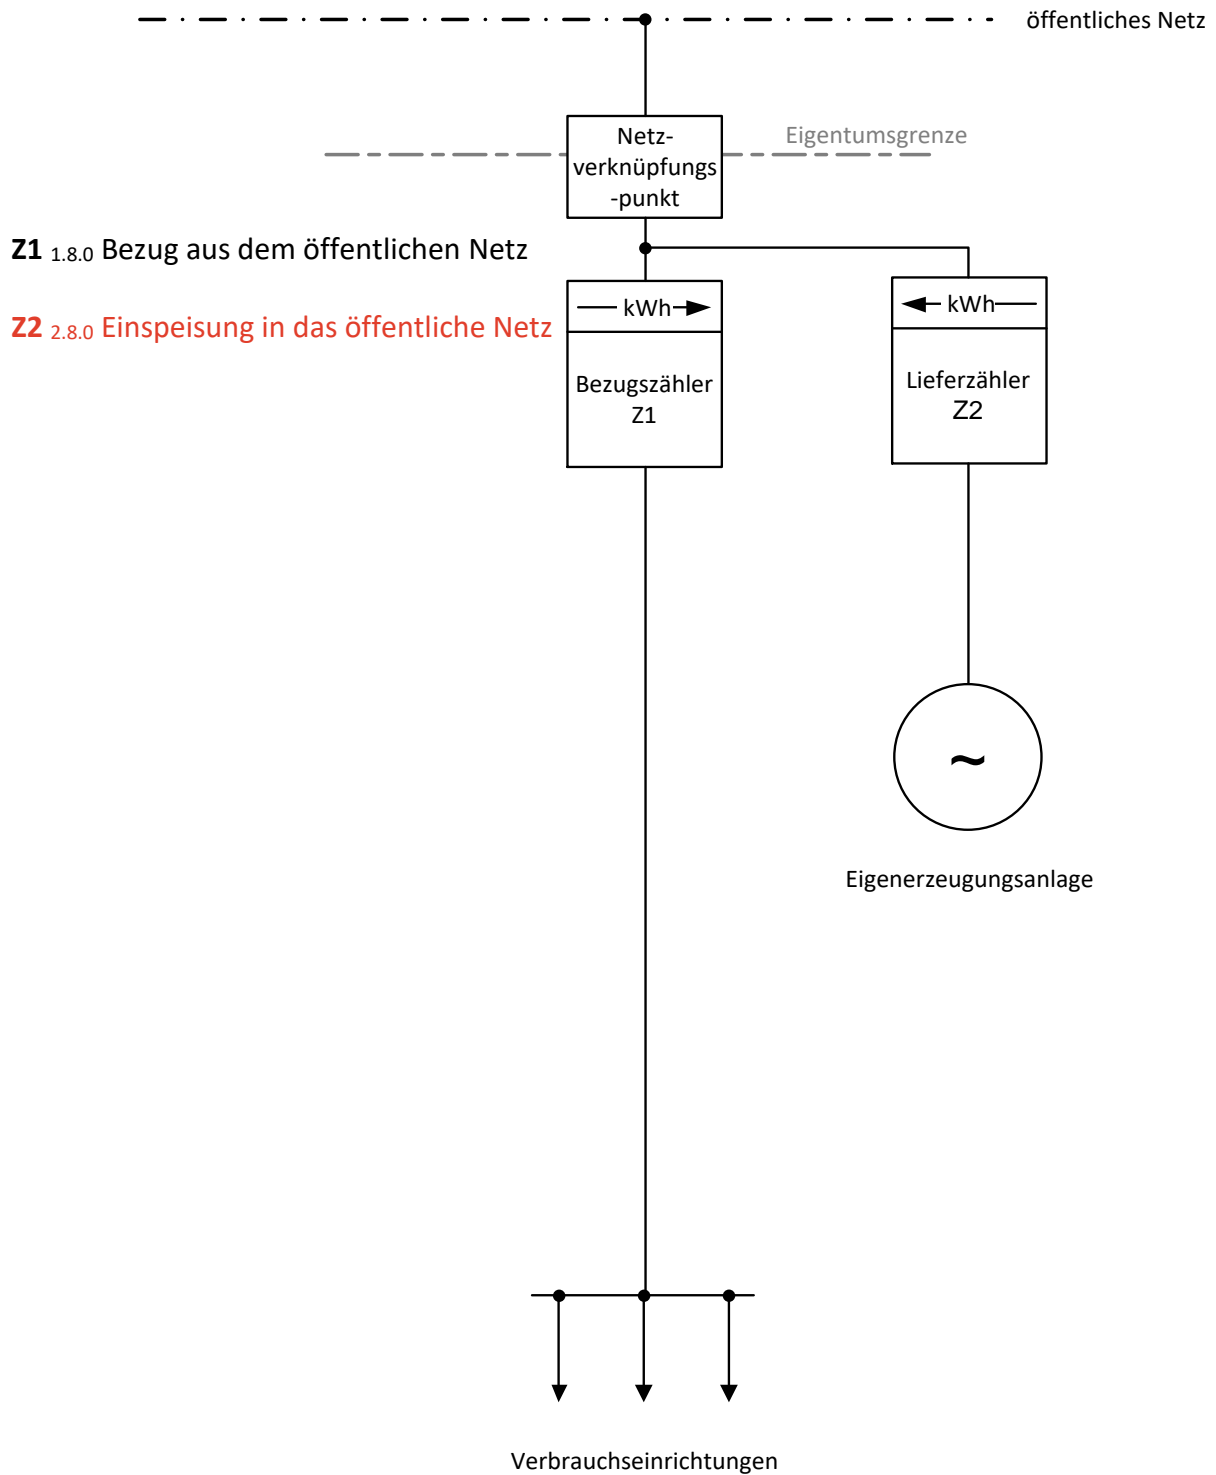 öffentliches Netz
Netz-
verknüpfungs
-punkt
Eigentumsgrenze
Z1 1.8.0 Bezug aus dem öffentlichen Netz
Z2 2.8.0 Einspeisung in das öffentliche Netz
kWh
Bezugszähler
Z1
kWh
Lieferzähler
Z2
~
Eigenerzeugungsanlage
Verbrauchseinrichtungen